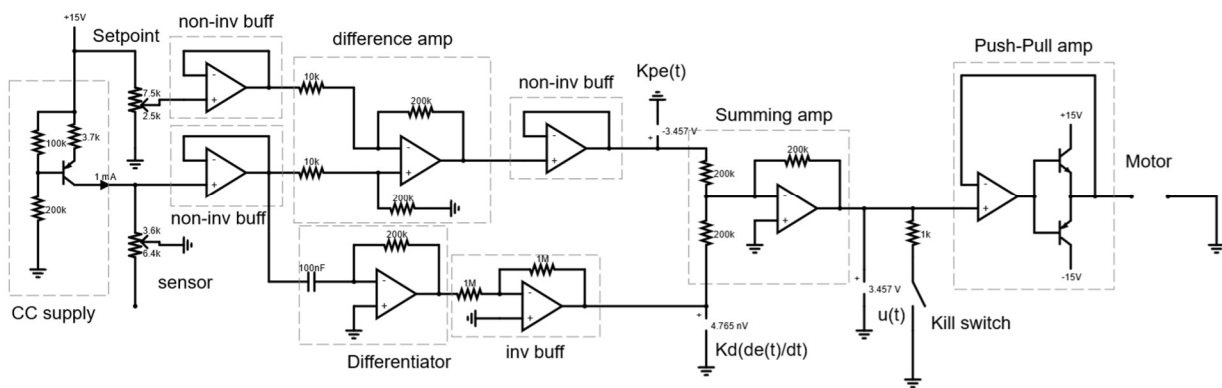 non-inv buff
+15V
Setpoint
difference amp
Push-Pull amp
Kpe(t)
non-inv buff
10k
7.5k
2.5k
200k
-3.457 V
Summing amp
+15V
100k
3.7k
200k
200k
Motor
10k
1 mA
200k
200k
200k
non-inv buff
3.6k
6.4k
200k
1k
sensor
100nF
1M
1M
-15V
3.457 V
u(t)
Kill switch
CC supply
4.765 nV
Kd(de(t)/dt)
Differentiator
inv buff